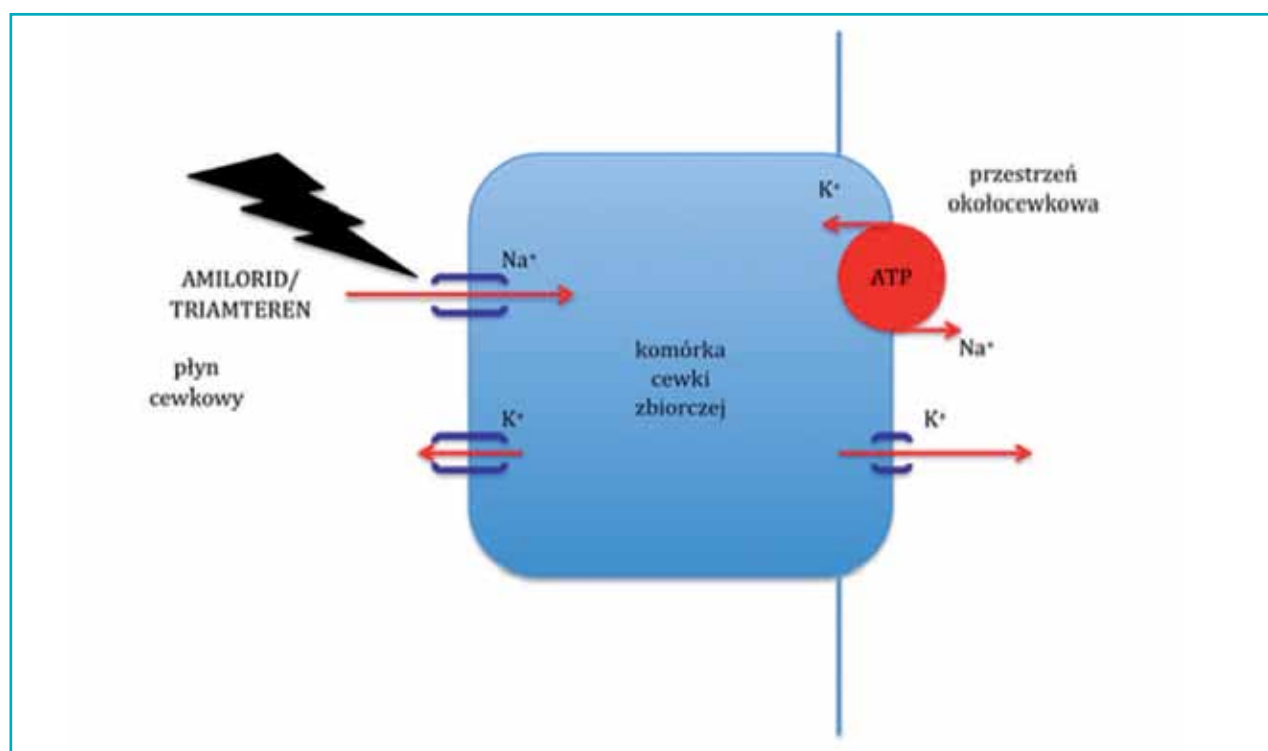 K⁺
przestrzeń
okołocewkowa
Na⁺
AMILORID/
TRIAMTEREN
ATP
płyn
cewkowy
komórka
cewki
zbiorczej
Na⁺
K⁺
K⁺